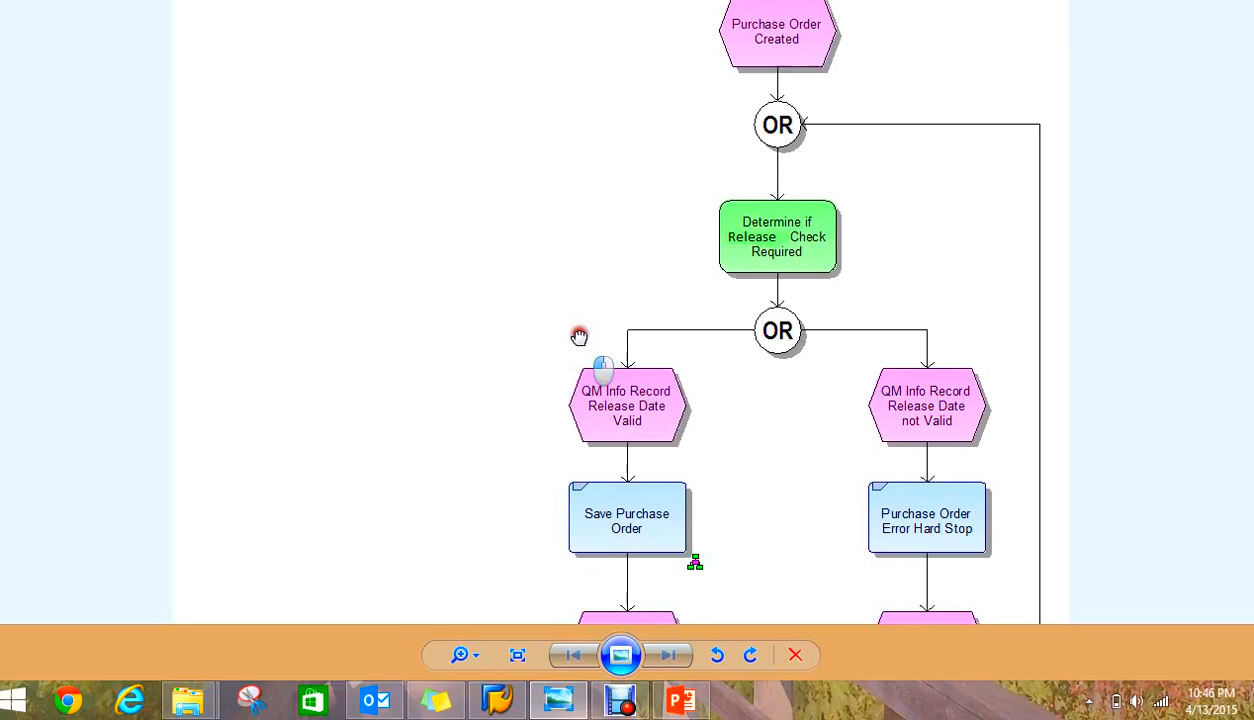 Purchase Order
Created
OR
Determine if
Release Check
Required
OR
QM Info Record
Release Date
Valid
QM Info Record
Release Date
not Valid
Save Purchase
Order
Purchase Order
Error Hard Stop
10:46 PM
4/13/2015